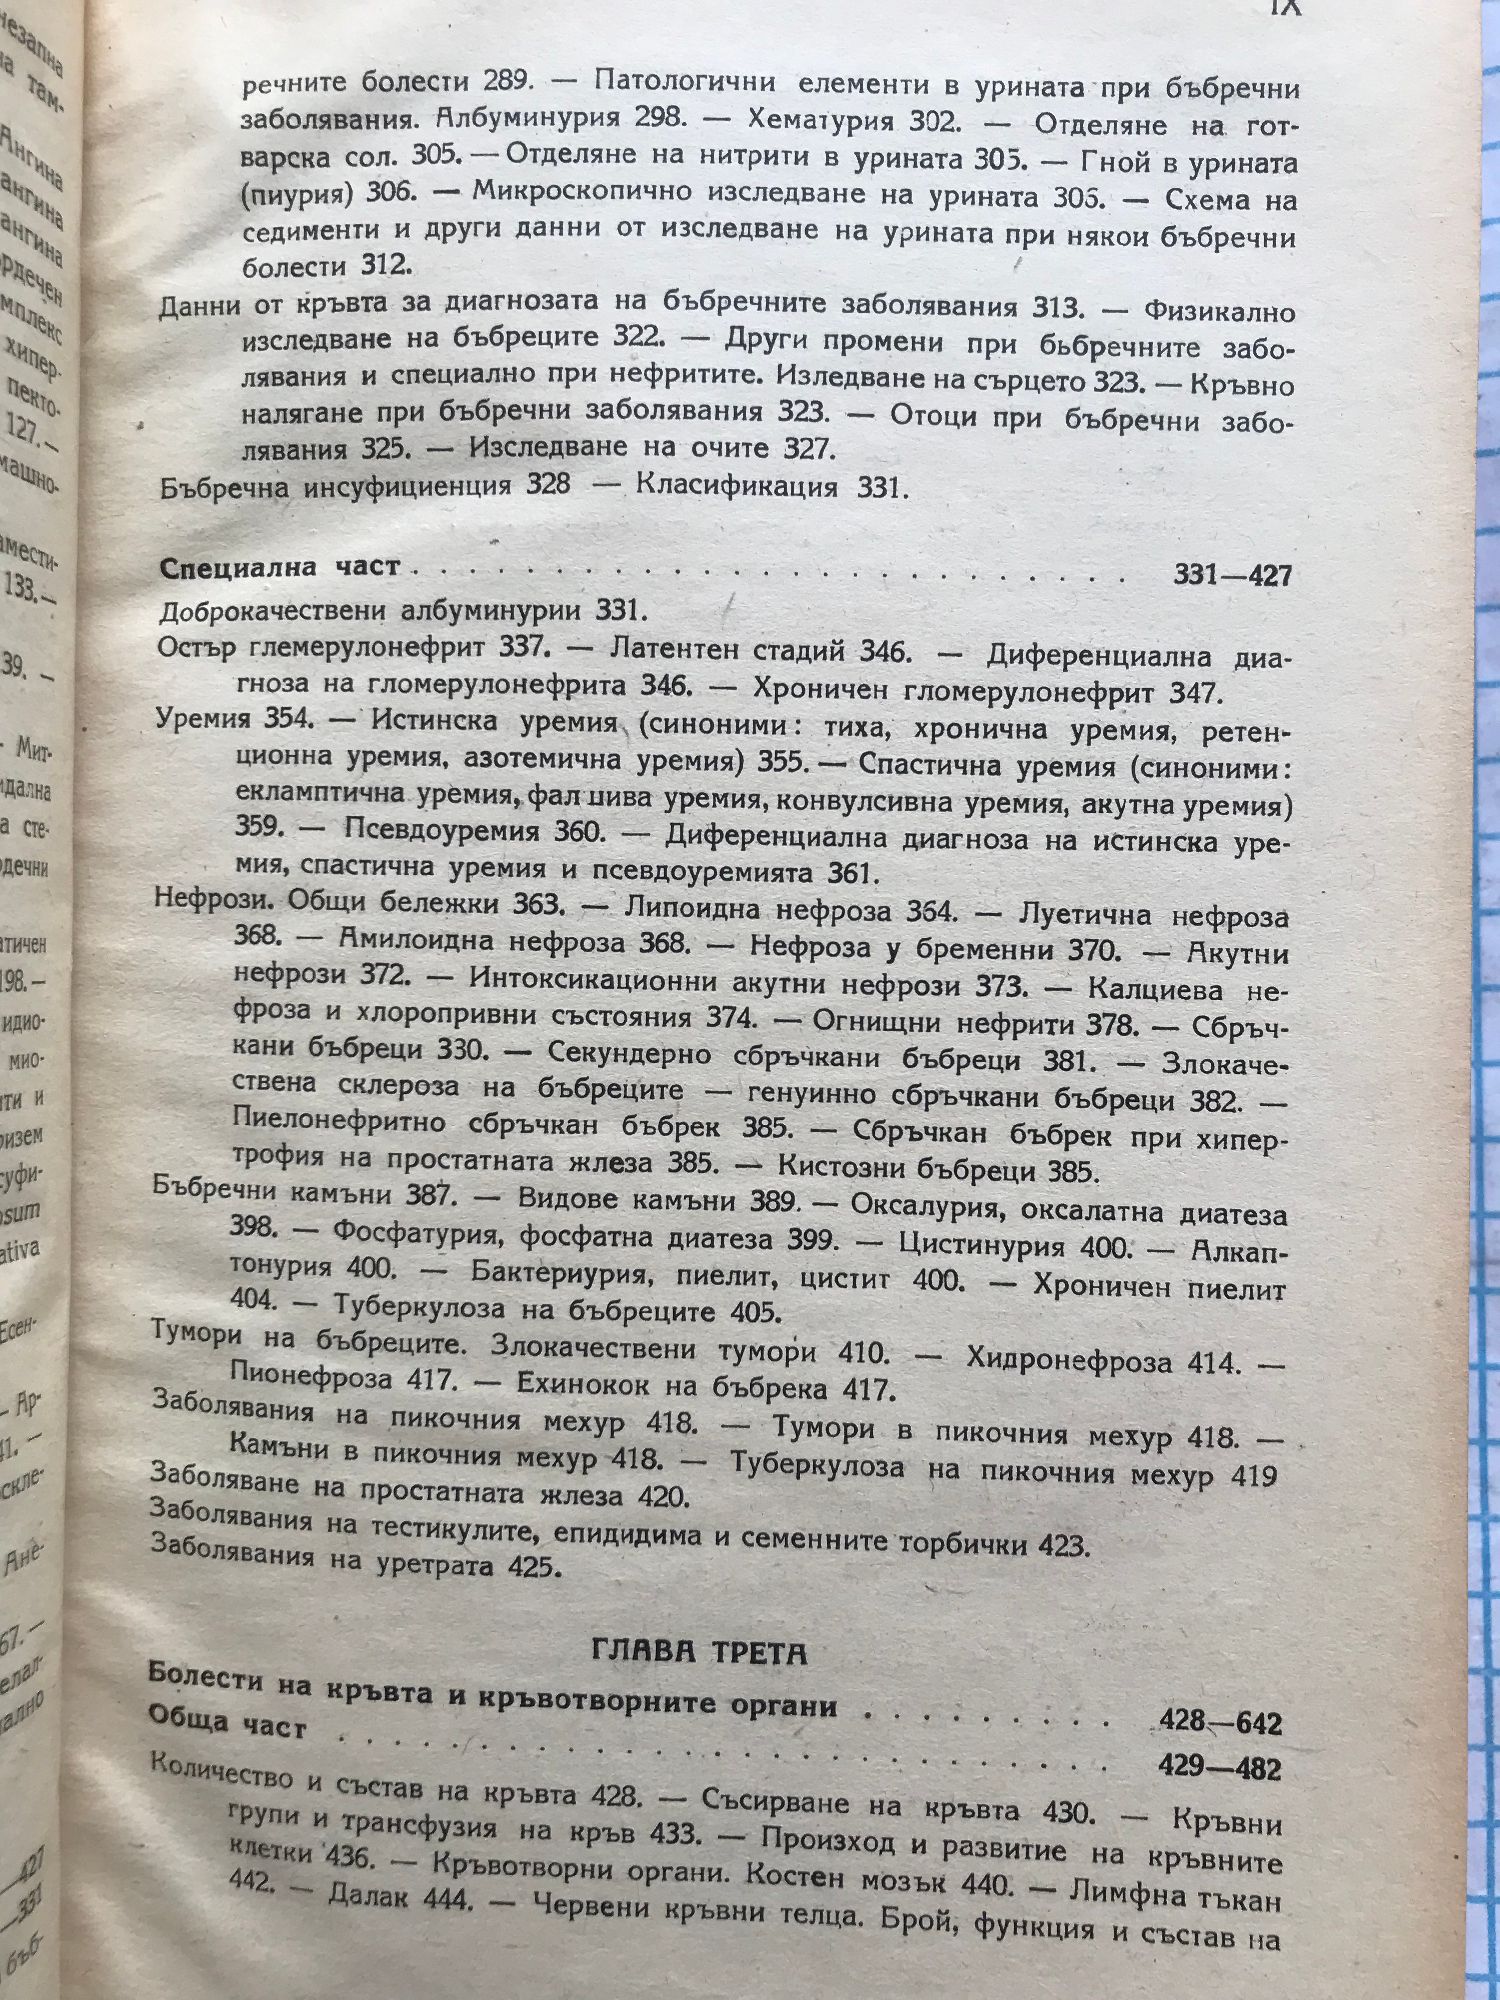 IX
речните болести 289. — Патологични елементи в урината при бъбречни
заболявания. Албуминурия 298. — Хематурия 302. — Отделяне на гот-
варска сол. 305. — Отделяне на нитрити в урината 305. — Гной в урината
(пиурия) 306. — Микроскопично изследване на урината 306. — Схема на
седименти и други данни от изследване на урината при някои бъбречни
болести 312.
Данни от кръвта за диагнозата на бъбречните заболявания 313. — Физикално
изследване на бъбреците 322. — Други промени при бьбречните забо-
лявания и специално при нефритите. Изледване на сърцето 323. — Кръвно
налягане при бъбречни заболявания 323. — Отоци при бъбречни забо-
лявания 325. — Изследване на очите 327.
Бъбречна инсуфициенция 328 — Класификация 331.
Специална част . . . . . . . . . . . . . . . . . . . . . . . . . 331—427
Доброкачествени албуминурии 331.
Остър глемерулонефрит 337. — Латентен стадий 346. — Диференциална диа-
гноза на гломерулонефрита 346. — Хроничен гломерулонефрит 347.
Уремия 354. — Истинска уремия (синоними: тиха, хронична уремия, ретен-
ционна уремия, азотемична уремия) 355. — Спастична уремия (синоними:
екламптична уремия, фалшива уремия, конвулсивна уремия, акутна уремия)
359. — Псевдоуремия 360. — Диференциална диагноза на истинска уре-
мия, спастична уремия и псевдоуремията 361.
Нефрози. Общи бележки 363. — Липоидна нефроза 364. — Луетична нефроза
368. — Амилоидна нефроза 368. — Нефроза у бременни 370. — Акутни
нефрози 372. — Интоксикационни акутни нефрози 373. — Калциева не-
фроза и хлоропривни състояния 374. — Огнищни нефрити 378. — Сбръч-
кани бъбреци 330. — Секундерно сбръчкани бъбреци 381. — Злокаче-
ствена склероза на бъбреците — генуинно сбръчкани бъбреци 382. —
Пиелонефритно сбръчкан бъбрек 385. — Сбръчкан бъбрек при хипер-
трофия на простатната жлеза 385. — Кистозни бъбреци 385.
Бъбречни камъни 387. — Видове камъни 389. — Оксалурия, оксалатна диатеза
398. — Фосфатурия, фосфатна диатеза 399. — Цистинурия 400. — Алкап-
тонурия 400. — Бактериурия, пиелит, цистит 400. — Хроничен пиелит
404. — Туберкулоза на бъбреците 405.
Тумори на бъбреците. Злокачествени тумори 410. — Хидронефроза 414. —
Пионефроза 417. — Ехинокок на бъбрека 417.
Заболявания на пикочния мехур 418. — Тумори в пикочния мехур 418. —
Камъни в пикочния мехур 418. — Туберкулоза на пикочния мехур 419
Заболяване на простатната жлеза 420.
Заболявания на тестикулите, епидидима и семенните торбички 423.
Заболявания на уретрата 425.
ГЛАВА ТРЕТА
Болести на кръвта и кръвотворните органи . . . . . . . . . 428—642
Обща част . . . . . . . . . . . . . . . . . . . . . . . . . 429—482
Количество и състав на кръвта 428. — Съсирване на кръвта 430. — Кръвни
групи и трансфузия на кръв 433. — Произход и развитие на кръвните
клетки 436. — Кръвотворни органи. Костен мозък 440. — Лимфна тъкан
442. — Далак 444. — Червени кръвни телца. Брой, функция и състав на